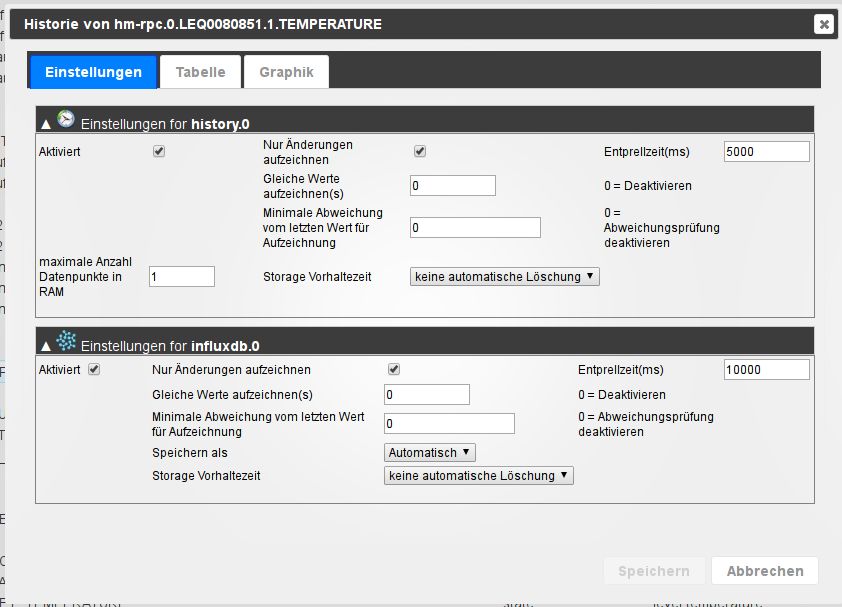 Historie von hm-rpc.0.LEQ0080851.1.TEMPERATURE
Einstellungen Tabelle Graphik
Einstellungen for history.0
Aktiviert
Nur Änderungen
aufzeichnen
Entprellzeit(ms) 5000
Gleiche Werte
aufzeichnen(s)
0
0 = Deaktivieren
Minimale Abweichung
vom letzten Wert für
Aufzeichnung
0
0 =
Abweichungsprüfung
deaktivieren
maximale Anzahl
Datenpunkte in
RAM
1
Storage Vorhaltezeit keine automatische Löschung
Einstellungen for influxdb.0
Aktiviert Nur Änderungen aufzeichnen Entprellzeit(ms) 10000
Gleiche Werte aufzeichnen(s) 0 0 = Deaktivieren
Minimale Abweichung vom letzten Wert
für Aufzeichnung
0
0 = Abweichungsprüfung
deaktivieren
Speichern als Automatisch
Storage Vorhaltezeit keine automatische Löschung
Speichern Abbrechen